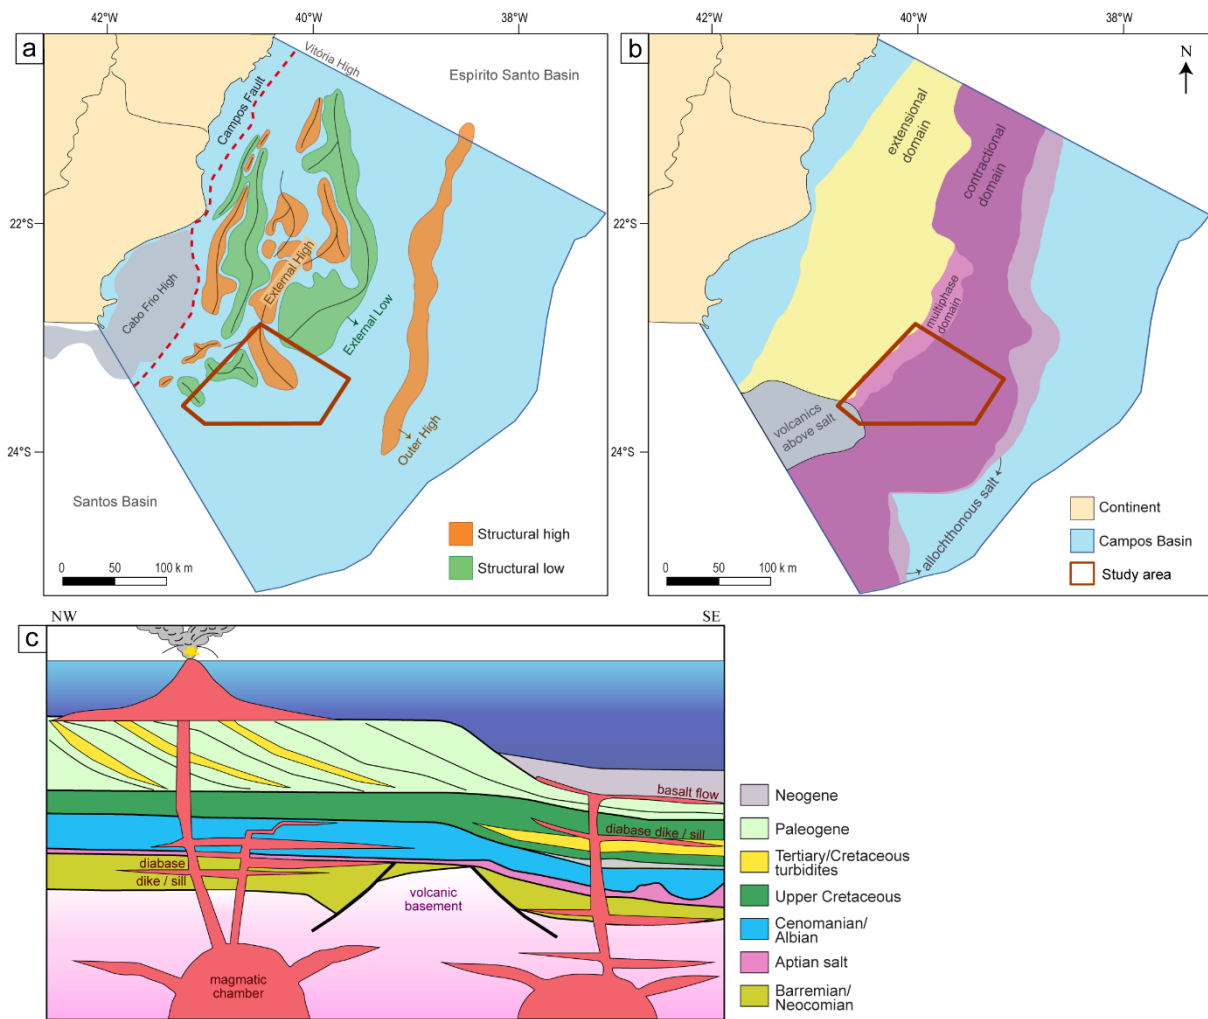 42°W
40°W
38°W
a
Vitória High
Espírito Santo Basin
Campos Fault
22°S
Cabo Frio High
External High
External Low
Outer High
24°S
Santos Basin
Structural high
Structural low
0 50 100 km
42°W
40°W
38°W
b
N
extensional
domain
contractional
domain
multiphase
domain
volcanics
above salt
allochthonous salt
22°S
24°S
Continent
Campos Basin
Study area
0 50 100 km
NW
SE
c
basalt flow
diabase dike / sill
diabase
dike / sill
volcanic
basement
magmatic
chamber
Neogene
Paleogene
Tertiary/Cretaceous
turbidites
Upper Cretaceous
Cenomanian/
Albian
Aptian salt
Barremian/
Neocomian